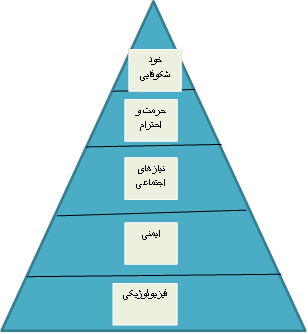 خود
شکوفایی
حرمت و
احترام
نیازهای
اجتماعی
ایمنی
فیزیولوژیکی